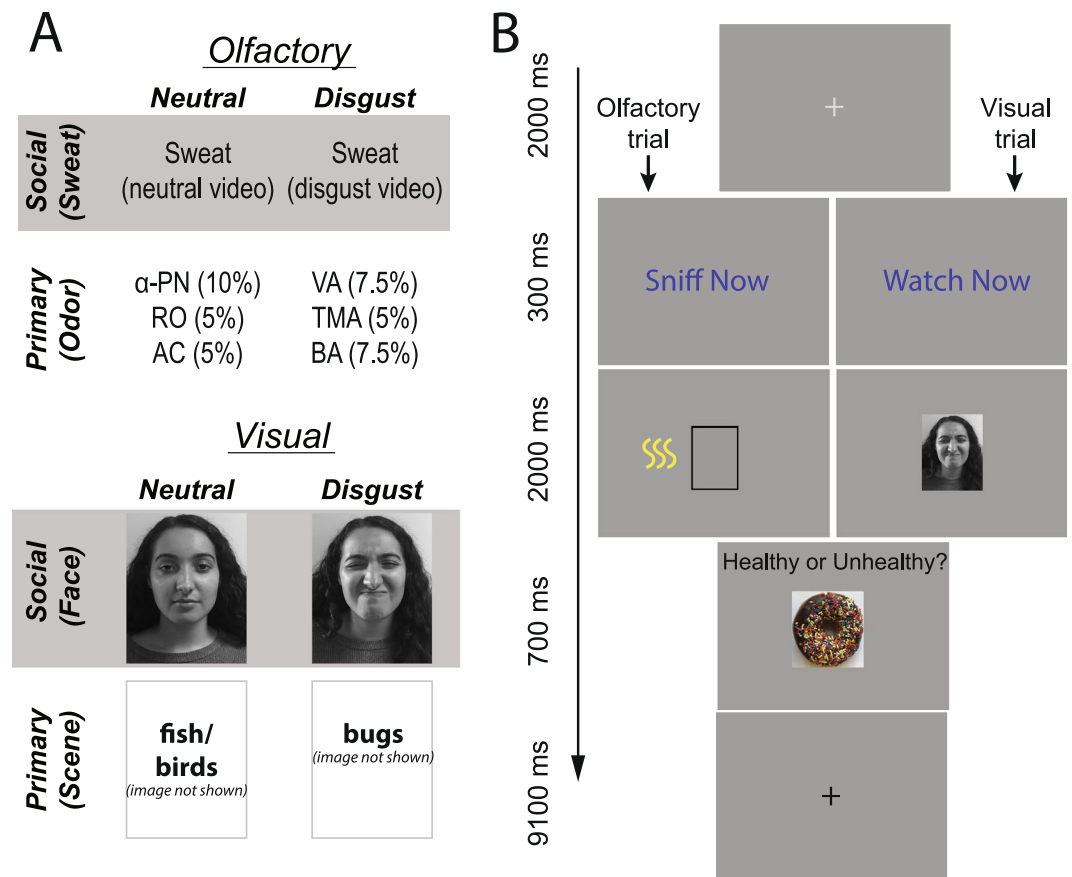 A
Olfactory
Neutral
Disgust
Social
(Sweat)
Sweat
(neutral video)
Sweat
(disgust video)
Primary
(Odor)
α-PN (10%)
VA (7.5%)
RO (5%)
TMA (5%)
AC (5%)
BA (7.5%)
Visual
Neutral
Disgust
Social
(Face)
Primary
(Scene)
fish/
birds
(image not shown)
bugs
(image not shown)
B
2000 ms
Olfactory
trial
Visual
trial
+
300 ms
Sniff Now
Watch Now
2000 ms
700 ms
Healthy or Unhealthy?
9100 ms
+